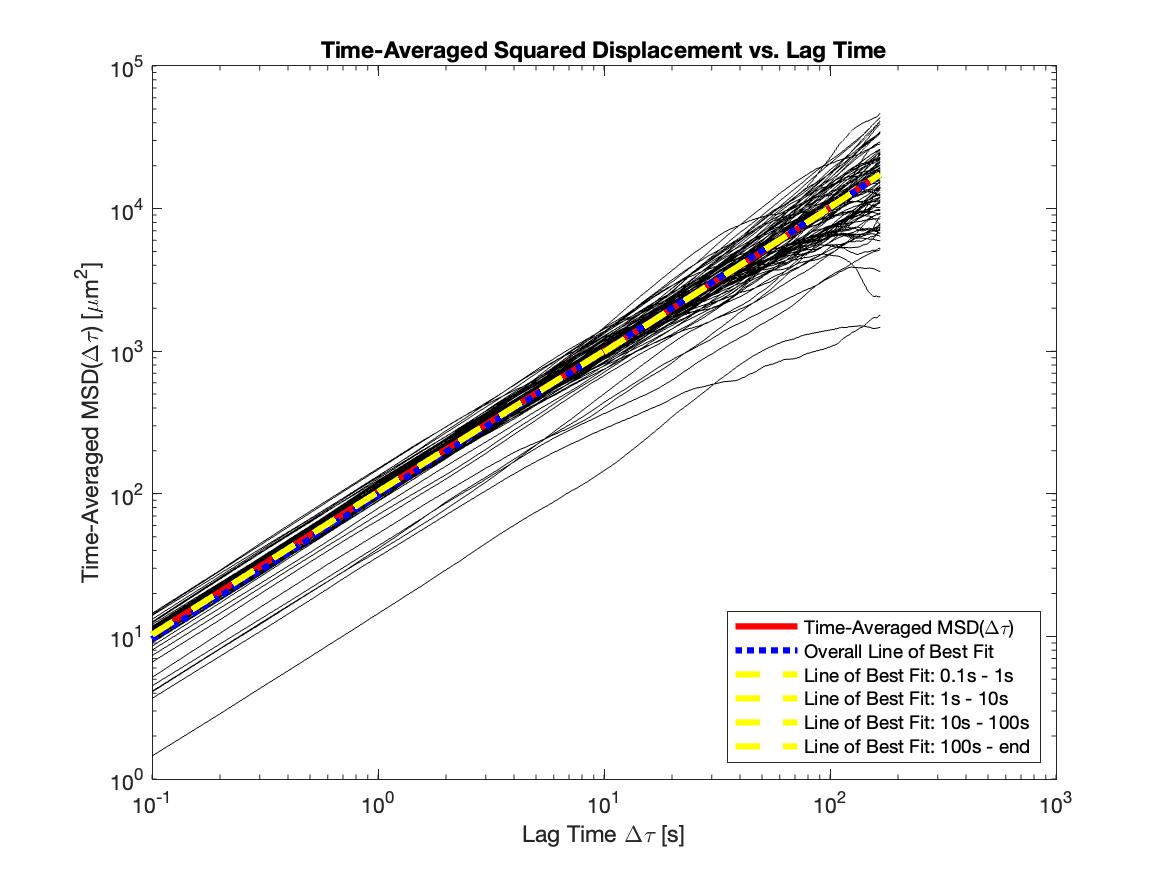 Time-Averaged Squared Displacement vs. Lag Time
10^5
10^4
10^3
10^2
10^1
10^0
Time-Averaged MSD(Δτ) [μm^2]
10^-1
10^0
10^1
10^2
10^3
Lag Time Δτ [s]
Time-Averaged MSD(Δτ)
Overall Line of Best Fit
Line of Best Fit: 0.1s - 1s
Line of Best Fit: 1s - 10s
Line of Best Fit: 10s - 100s
Line of Best Fit: 100s - end